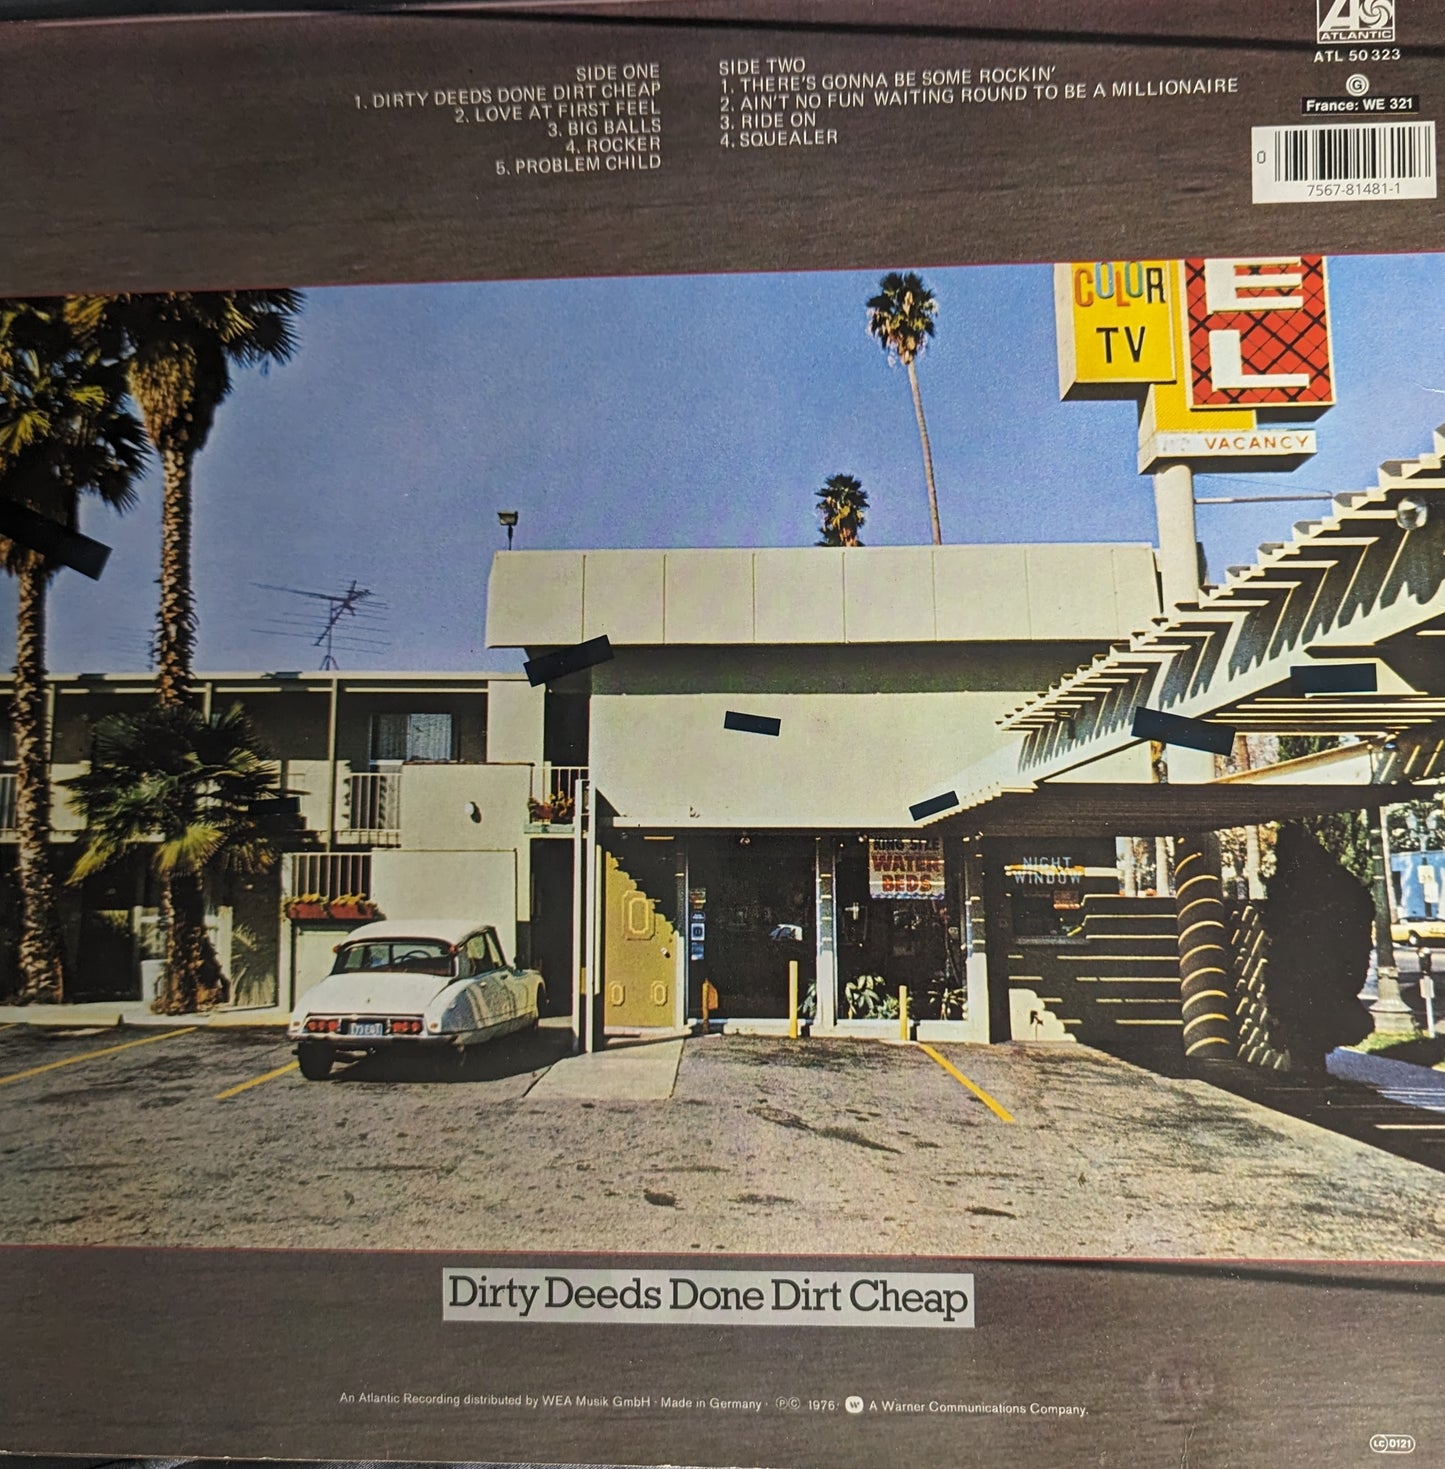 ATLANTIC
ATL 50 323
G
France: WE 321
0
7567-81481-1
SIDE ONE
1. DIRTY DEEDS DONE DIRT CHEAP
2. LOVE AT FIRST FEEL
3. BIG BALLS
4. ROCKER
5. PROBLEM CHILD
SIDE TWO
1. THERE'S GONNA BE SOME ROCKIN'
2. AIN'T NO FUN WAITING ROUND TO BE A MILLIONAIRE
3. RIDE ON
4. SQUEALER
COLOR
TV
EL
VACANCY
KING SIZE
WATER
BEDS
NIGHT
WINDOW
Dirty Deeds Done Dirt Cheap
An Atlantic Recording distributed by WEA Musik GmbH · Made in Germany · ℗© 1976· W A Warner Communications Company.
LC 0121